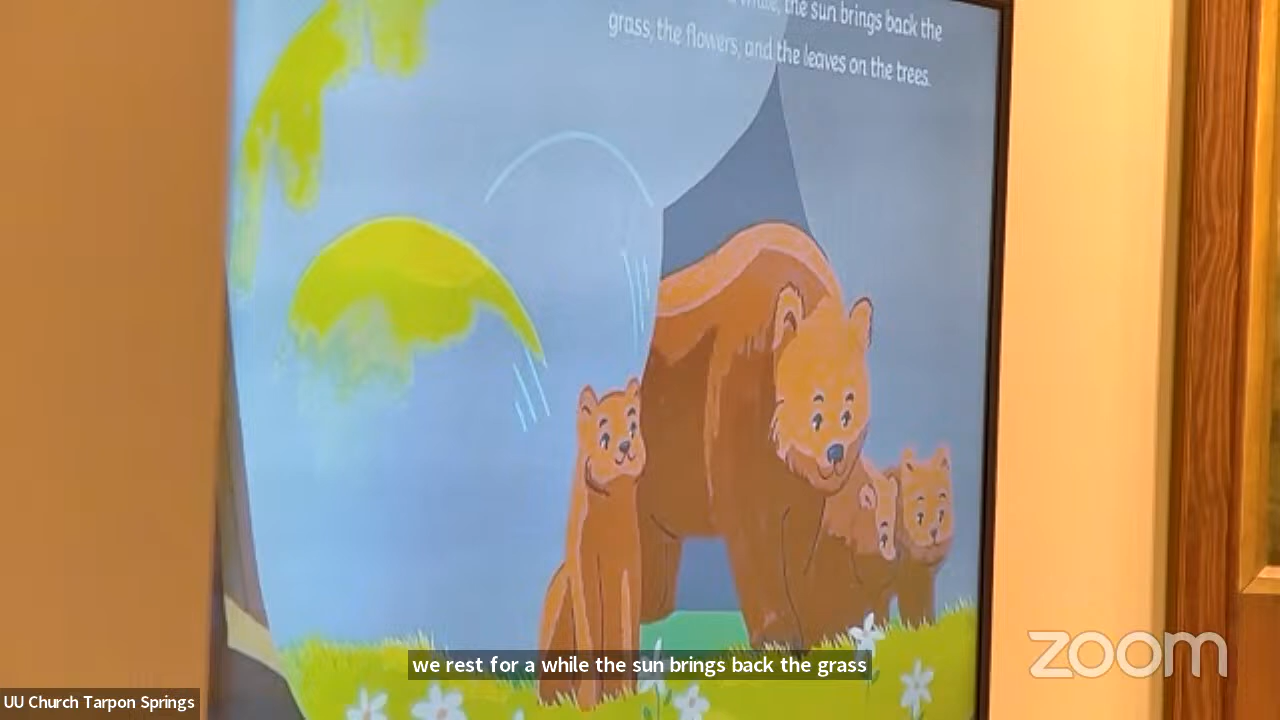 the sun brings back the
grass, the flowers, and the leaves on the trees.
we rest for a while the sun brings back the grass
UU Church Tarpon Springs
zoom